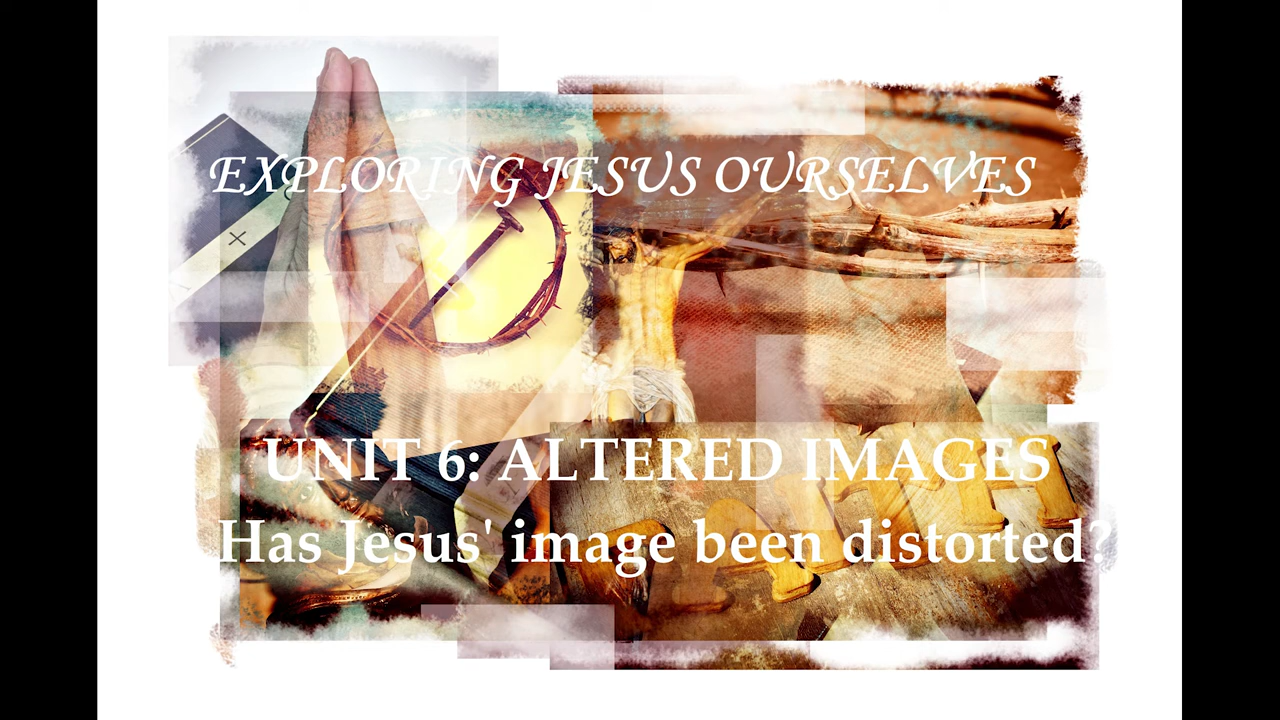 EXPLORING JESUS OURSELVES
UNIT 6: ALTERED IMAGES
Has Jesus' image been distorted?